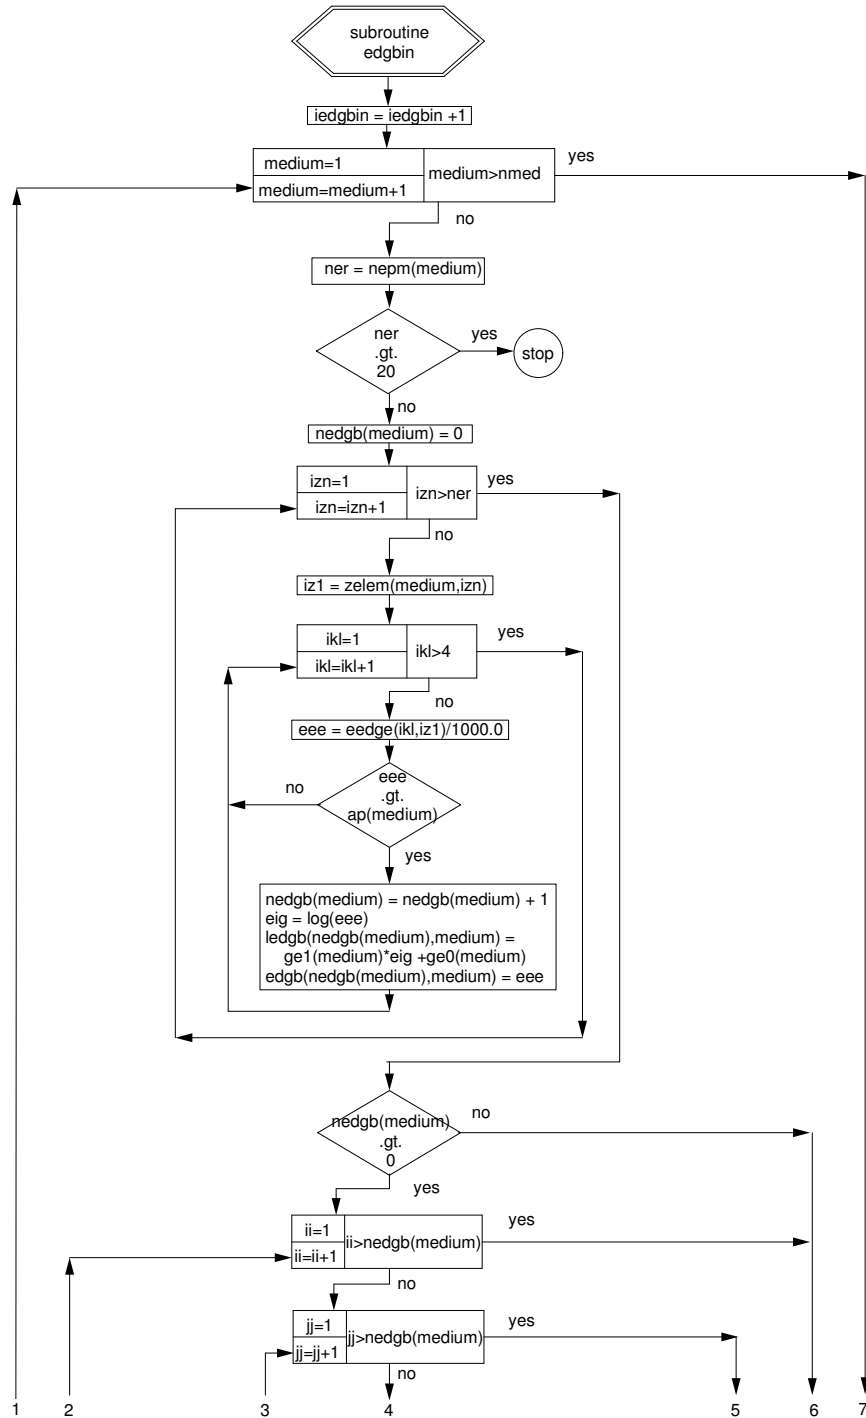 subroutine
edgbin
iedgbin = iedgbin +1
medium=1
medium=medium+1
medium>nmed
yes
no
ner = nepm(medium)
ner
.gt.
20
yes
stop
no
nedgb(medium) = 0
izn=1
izn=izn+1
izn>ner
yes
no
iz1 = zelem(medium,izn)
ikl=1
ikl=ikl+1
ikl>4
yes
no
eee = eedge(ikl,iz1)/1000.0
eee
.gt.
ap(medium)
no
yes
nedgb(medium) = nedgb(medium) + 1
eig = log(eee)
ledgb(nedgb(medium),medium) =
ge1(medium)*eig +ge0(medium)
edgb(nedgb(medium),medium) = eee
nedgb(medium)
.gt.
0
no
yes
ii=1
ii=ii+1
ii>nedgb(medium)
yes
no
jj=1
jj=jj+1
jj>nedgb(medium)
yes
no
1 2 3 4 5 6 7